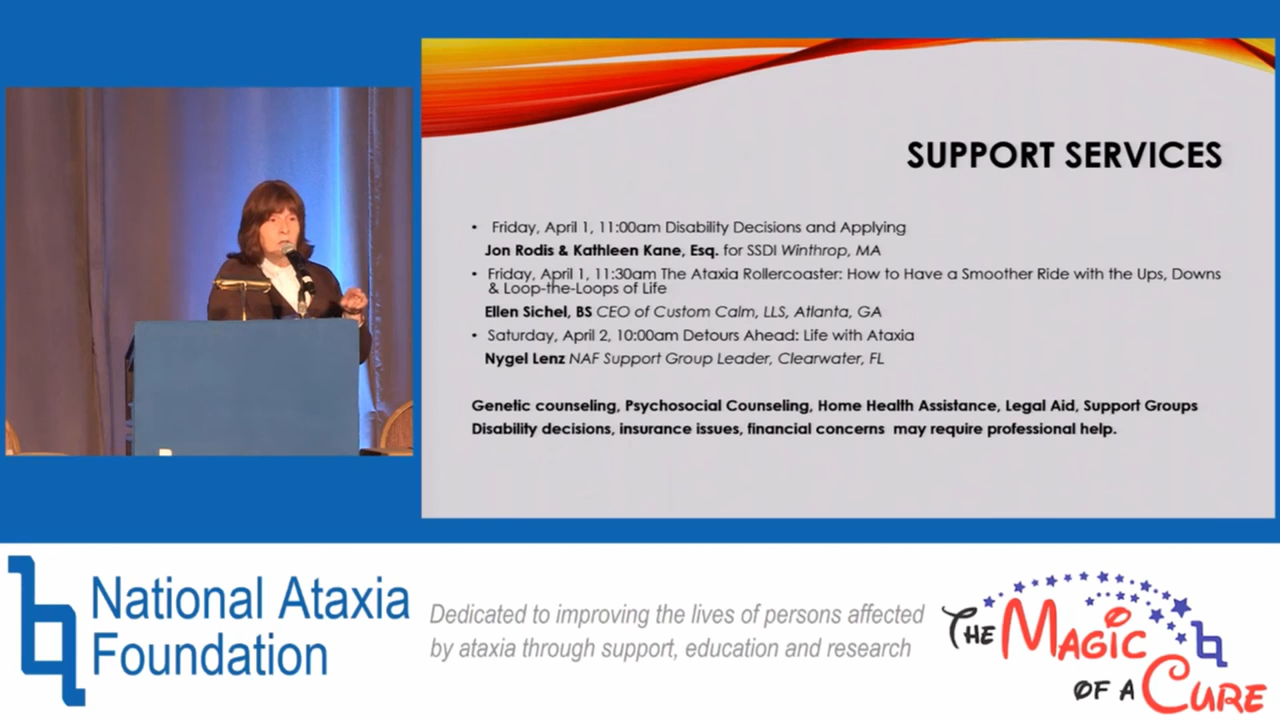 SUPPORT SERVICES
• Friday, April 1, 11:00am Disability Decisions and Applying
Jon Rodis & Kathleen Kane, Esq. for SSDI Winthrop, MA
• Friday, April 1, 11:30am The Ataxia Rollercoaster: How to Have a Smoother Ride with the Ups, Downs
& Loop-the-Loops of Life
Ellen Sichel, BS CEO of Custom Calm, LLS, Atlanta, GA
• Saturday, April 2, 10:00am Detours Ahead: Life with Ataxia
Nygel Lenz NAF Support Group Leader, Clearwater, FL
Genetic counseling, Psychosocial Counseling, Home Health Assistance, Legal Aid, Support Groups
Disability decisions, insurance issues, financial concerns may require professional help.
National Ataxia
Foundation
Dedicated to improving the lives of persons affected
by ataxia through support, education and research
The Magic
of a Cure